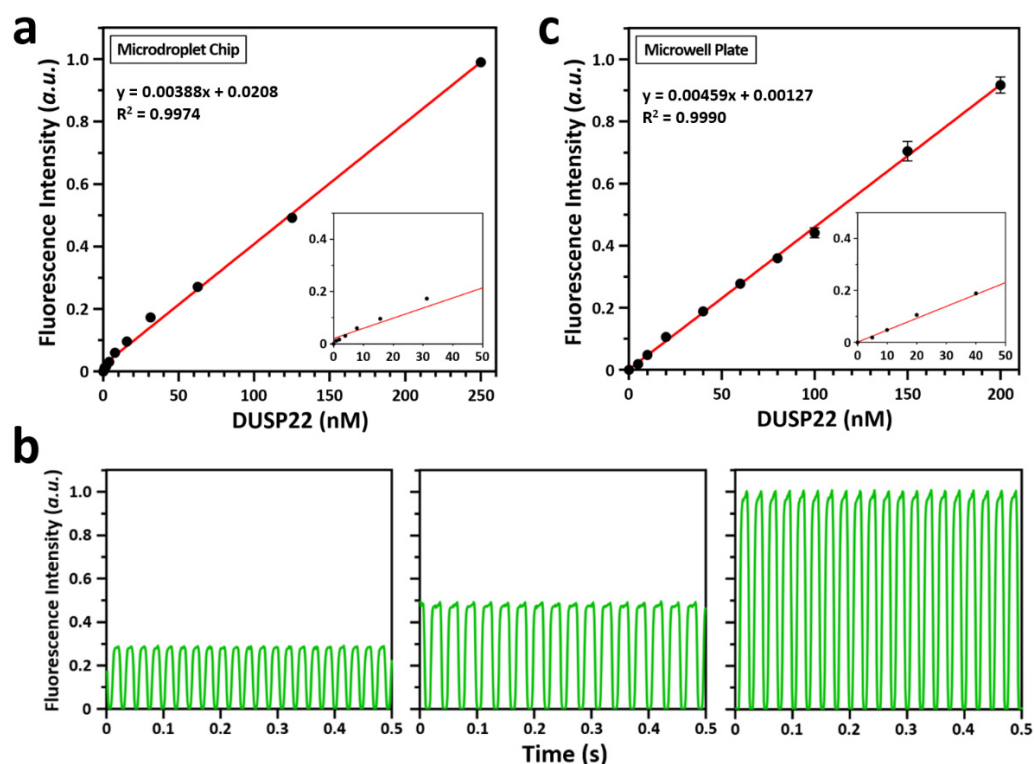 a
Microdroplet Chip
y = 0.00388x + 0.0208
R² = 0.9974
Fluorescence Intensity (a.u.)
1.0
0.8
0.6
0.4
0.2
0
0 50 100 150 200 250
DUSP22 (nM)
0.4
0.2
0
0 10 20 30 40 50
c
Microwell Plate
y = 0.00459x + 0.00127
R² = 0.9990
Fluorescence Intensity (a.u.)
1.0
0.8
0.6
0.4
0.2
0
0 50 100 150 200
DUSP22 (nM)
0.4
0.2
0
0 10 20 30 40 50
b
Fluorescence Intensity (a.u.)
1.0
0.8
0.6
0.4
0.2
0
0 0.1 0.2 0.3 0.4 0.5
0 0.1 0.2 0.3 0.4 0.5
0 0.1 0.2 0.3 0.4 0.5
Time (s)